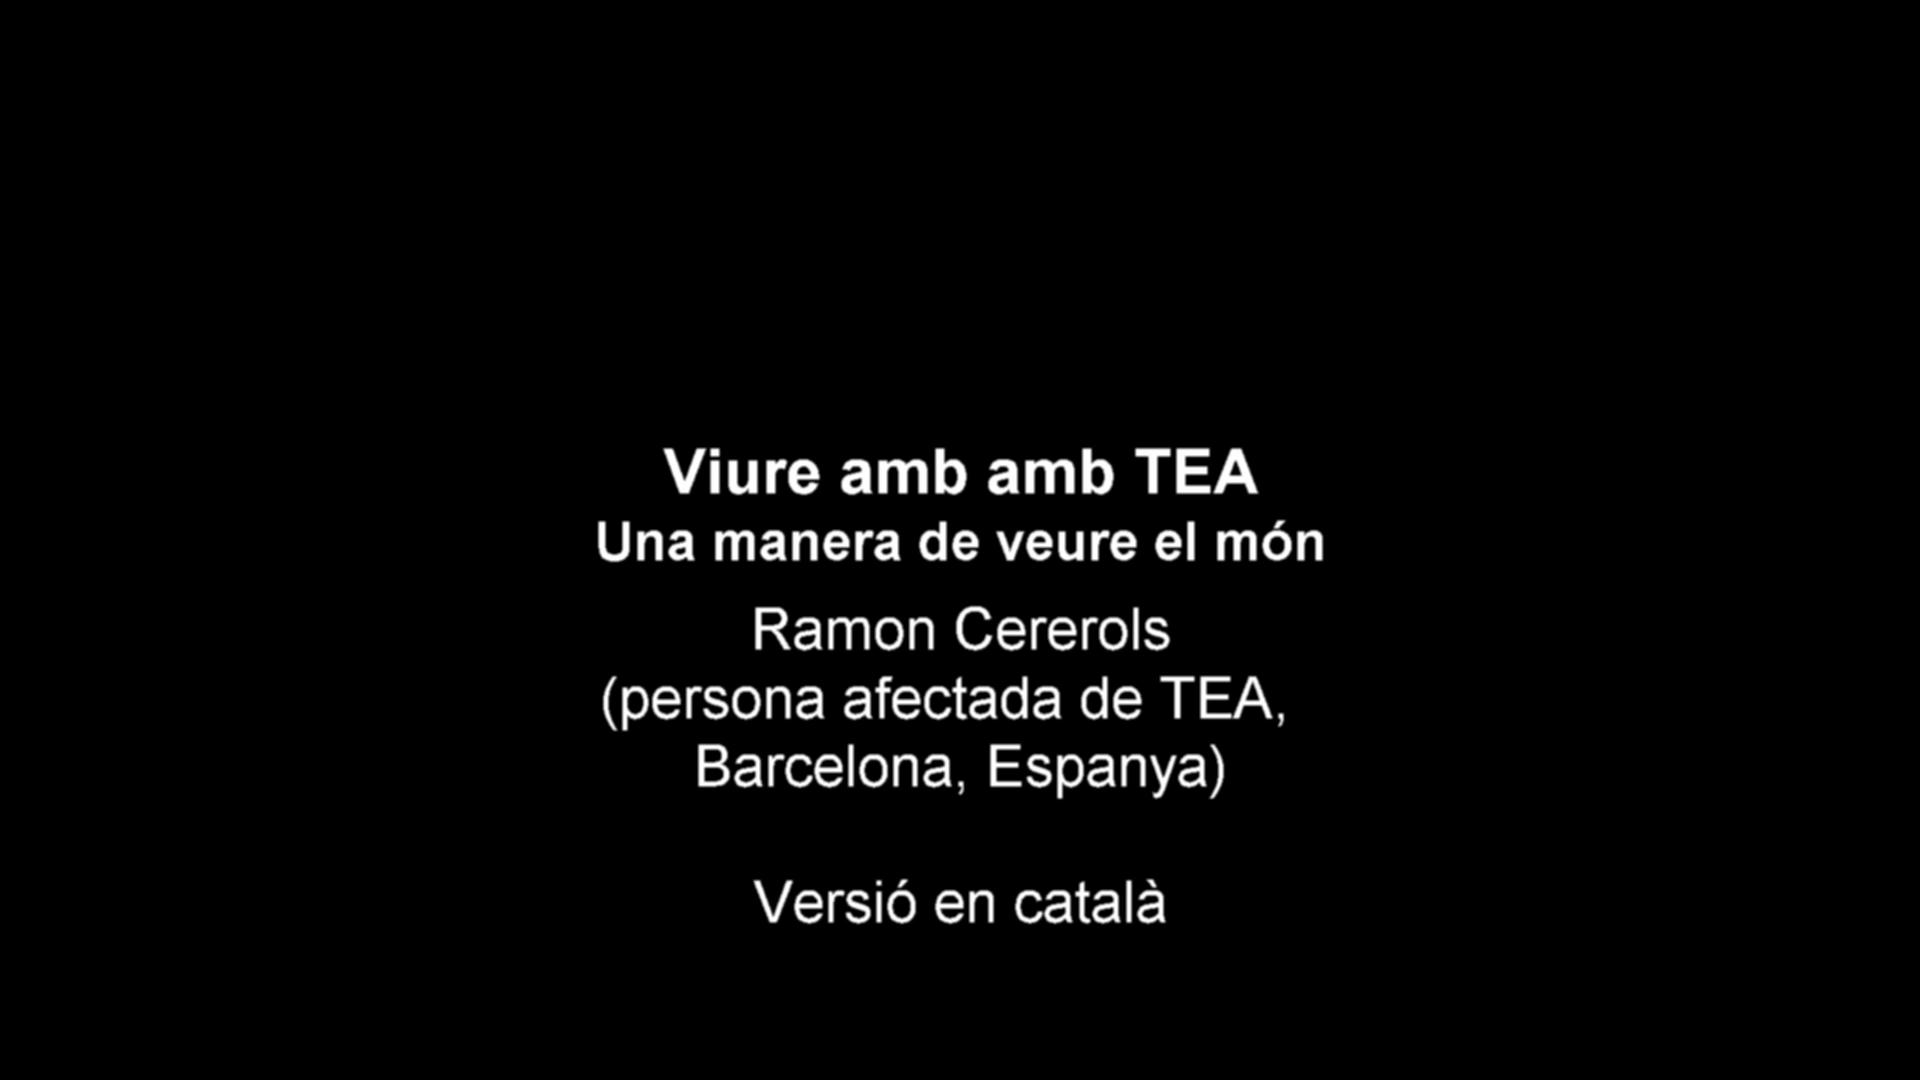 Viure amb amb TEA
Una manera de veure el món
Ramon Cererols
(persona afectada de TEA,
Barcelona, Espanya)
Versió en català